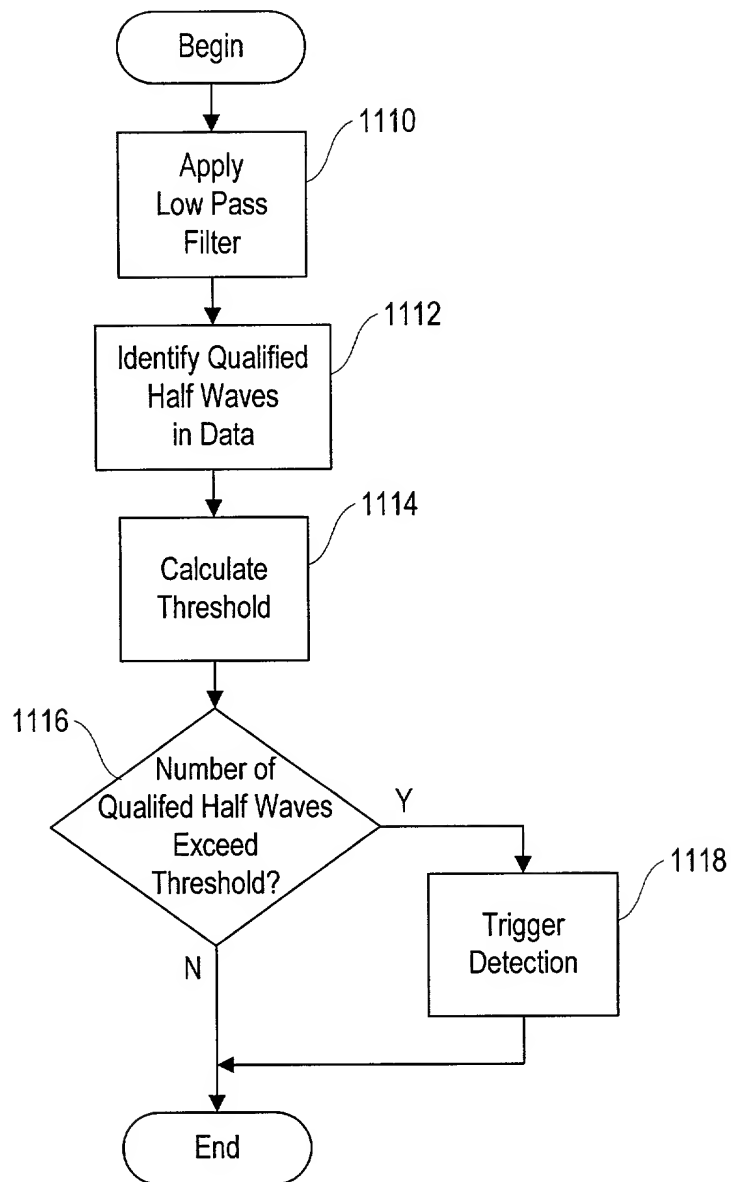 Begin
1110
Apply
Low Pass
Filter
1112
Identify Qualified
Half Waves
in Data
1114
Calculate
Threshold
1116
Number of
Qualifed Half Waves
Exceed
Threshold?
Y
N
1118
Trigger
Detection
End